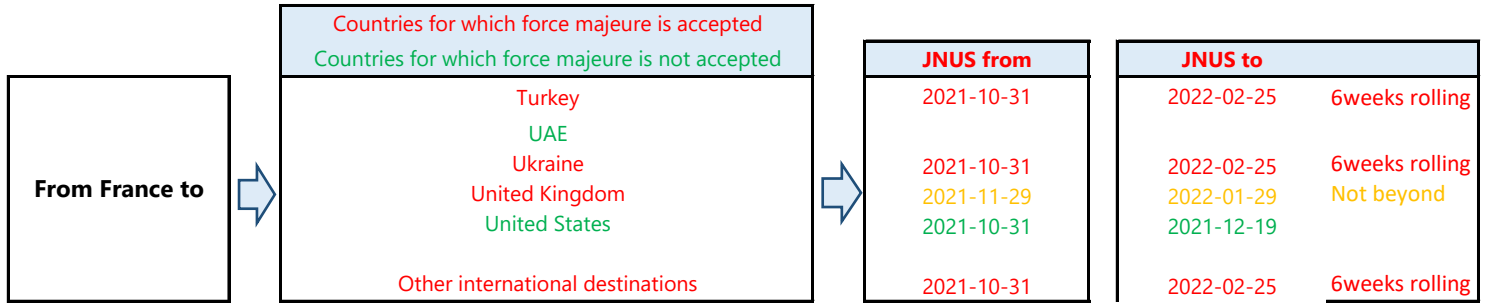 Countries for which force majeure is accepted
Countries for which force majeure is not accepted
JNUS from
JNUS to
From France to
Turkey 2021-10-31 2022-02-25 6weeks rolling
UAE
Ukraine 2021-10-31 2022-02-25 6weeks rolling
United Kingdom 2021-11-29 2022-01-29 Not beyond
United States 2021-10-31 2021-12-19
Other international destinations 2021-10-31 2022-02-25 6weeks rolling